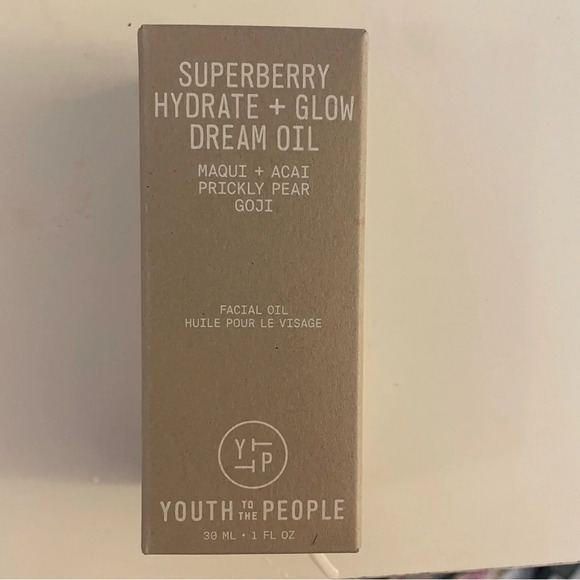 SUPERBERRY
HYDRATE + GLOW
DREAM OIL
MAQUI + ACAI
PRICKLY PEAR
GOJI
FACIAL OIL
HUILE POUR LE VISAGE
Y P
YOUTH TO THE PEOPLE
30 ML • 1 FL OZ